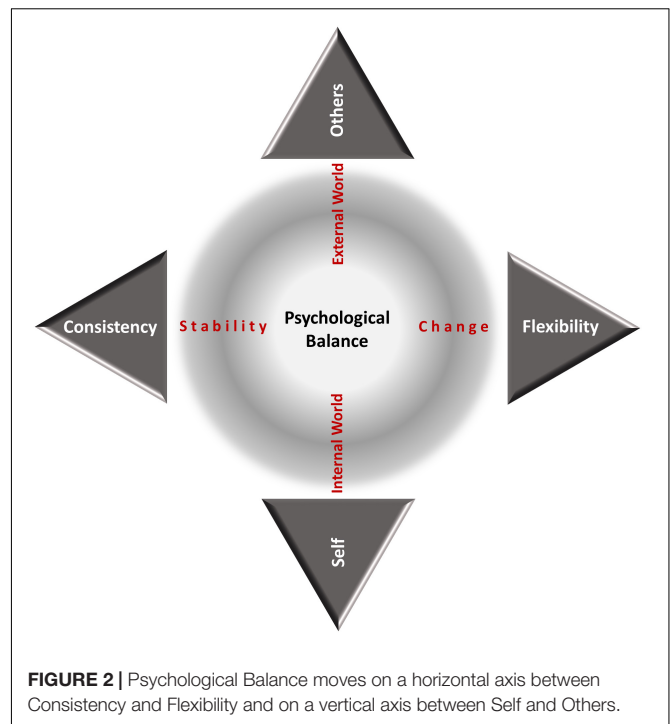 Others
External World
Consistency
Stability
Psychological
Balance
Change
Flexibility
Internal World
Self
FIGURE 2 | Psychological Balance moves on a horizontal axis between
Consistency and Flexibility and on a vertical axis between Self and Others.